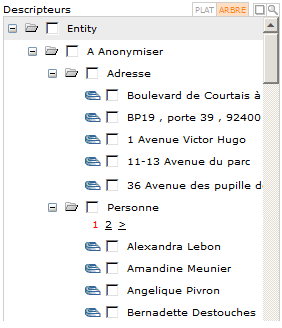 Descripteurs PLAT ARBRE
Entity
A Anonymiser
Adresse
Boulevard de Courtais à
BP19 , porte 39 , 92400
1 Avenue Victor Hugo
11-13 Avenue du parc
36 Avenue des pupille d
Personne
1 2 >
Alexandra Lebon
Amandine Meunier
Angelique Pivron
Bernadette Destouches